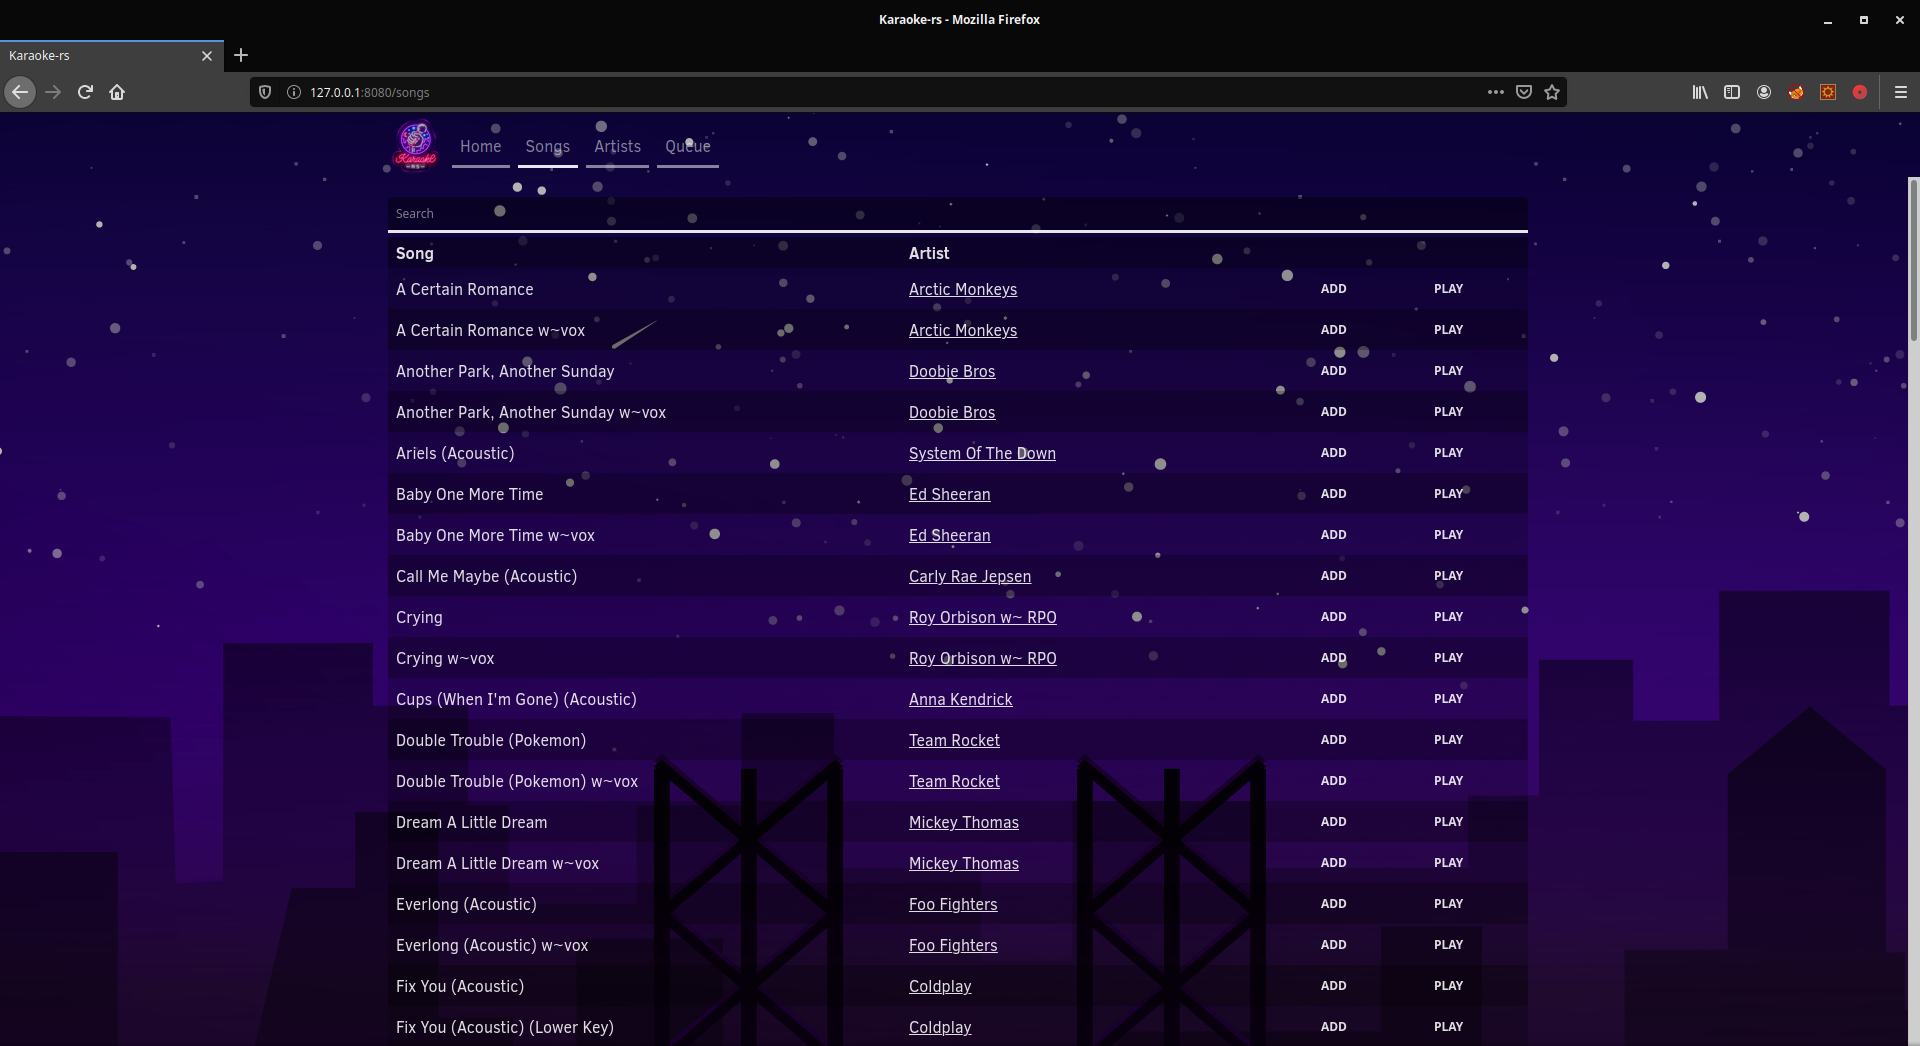 Karaoke-rs - Mozilla Firefox
Karaoke-rs
127.0.0.1:8080/songs
Karaoke
Home Songs Artists Queue
Search
Song Artist
A Certain Romance Arctic Monkeys ADD PLAY
A Certain Romance w~vox Arctic Monkeys ADD PLAY
Another Park, Another Sunday Doobie Bros ADD PLAY
Another Park, Another Sunday w~vox Doobie Bros ADD PLAY
Ariels (Acoustic) System Of The Down ADD PLAY
Baby One More Time Ed Sheeran ADD PLAY
Baby One More Time w~vox Ed Sheeran ADD PLAY
Call Me Maybe (Acoustic) Carly Rae Jepsen ADD PLAY
Crying Roy Orbison w~ RPO ADD PLAY
Crying w~vox Roy Orbison w~ RPO ADD PLAY
Cups (When I'm Gone) (Acoustic) Anna Kendrick ADD PLAY
Double Trouble (Pokemon) Team Rocket ADD PLAY
Double Trouble (Pokemon) w~vox Team Rocket ADD PLAY
Dream A Little Dream Mickey Thomas ADD PLAY
Dream A Little Dream w~vox Mickey Thomas ADD PLAY
Everlong (Acoustic) Foo Fighters ADD PLAY
Everlong (Acoustic) w~vox Foo Fighters ADD PLAY
Fix You (Acoustic) Coldplay ADD PLAY
Fix You (Acoustic) (Lower Key) Coldplay ADD PLAY